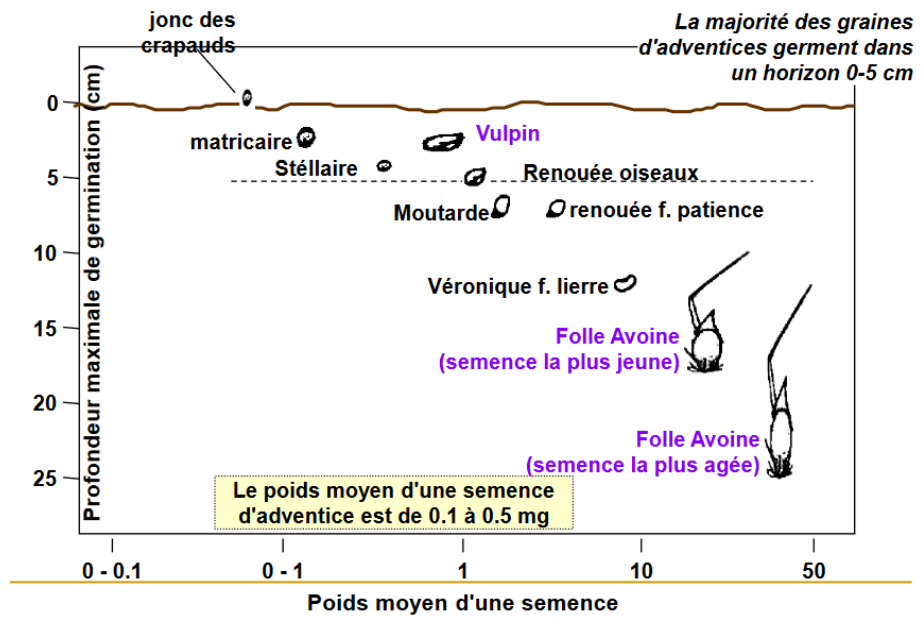 jonc des
crapauds
La majorité des graines
d'adventices germent dans
un horizon 0-5 cm
Profondeur maximale de germination (cm)
0
5
10
15
20
25
matricaire
Vulpin
Stéllaire
Renouée oiseaux
Moutarde
renouée f. patience
Véronique f. lierre
Folle Avoine
(semence la plus jeune)
Folle Avoine
(semence la plus agée)
Le poids moyen d'une semence
d'adventice est de 0.1 à 0.5 mg
0 - 0.1
0 - 1
1
10
50
Poids moyen d'une semence